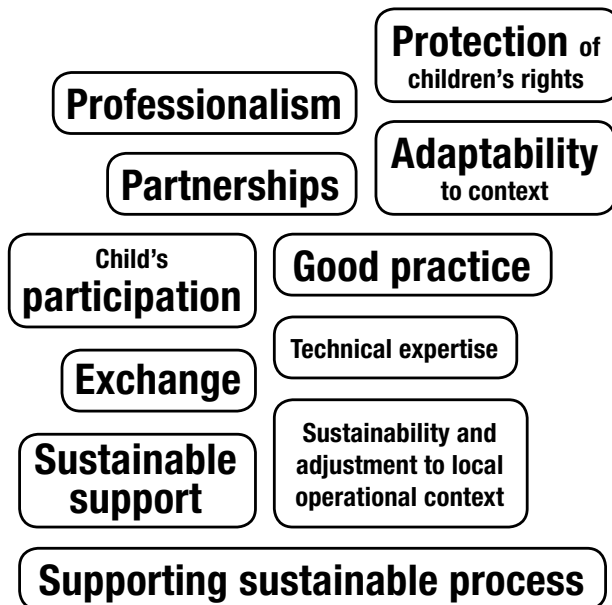 Protection of
children’s rights
Professionalism
Adaptability
to context
Partnerships
Child’s
participation
Good practice
Technical expertise
Exchange
Sustainability and
adjustment to local
operational context
Sustainable
support
Supporting sustainable process